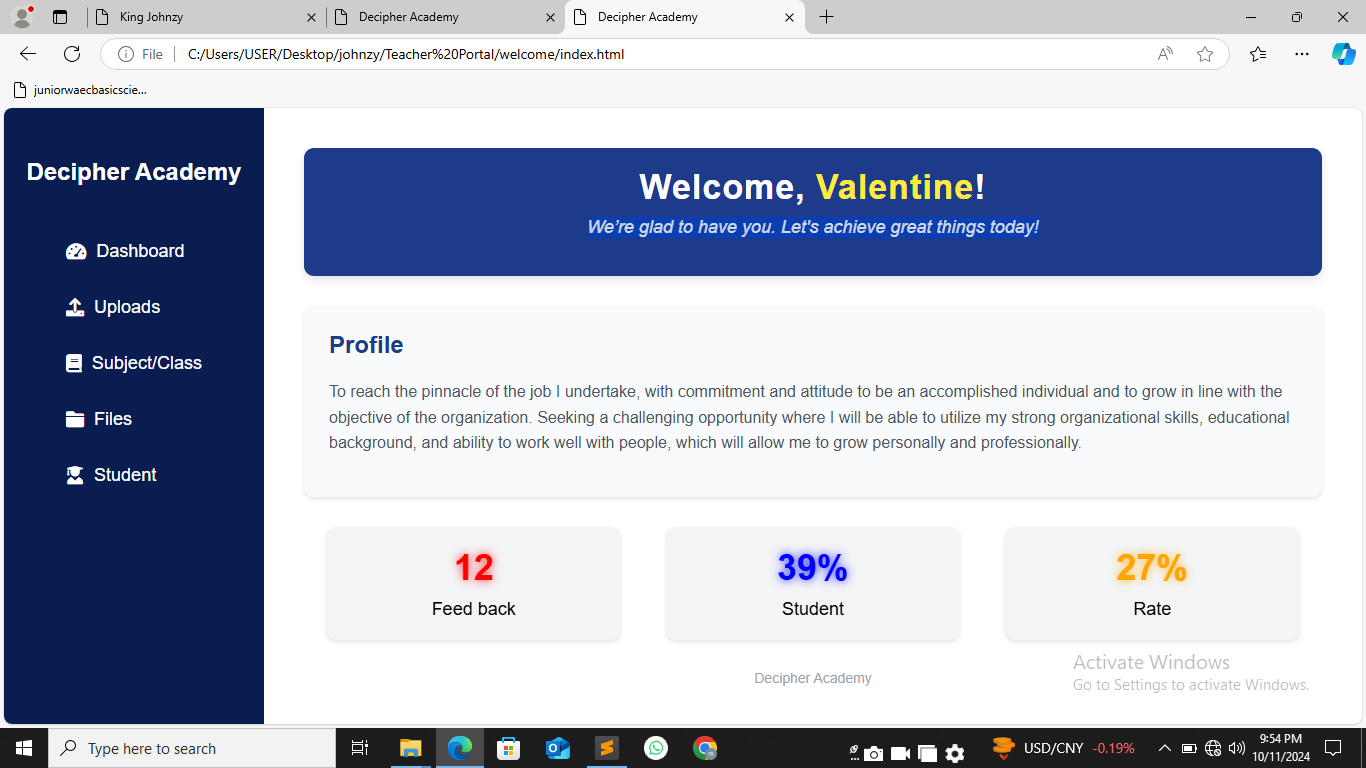 King Johnzy
Decipher Academy
Decipher Academy
File
C:/Users/USER/Desktop/johnzy/Teacher%20Portal/welcome/index.html
juniorwaecbasicscie...
Decipher Academy
Dashboard
Uploads
Subject/Class
Files
Student
Welcome, Valentine!
We're glad to have you. Let's achieve great things today!
Profile
To reach the pinnacle of the job I undertake, with commitment and attitude to be an accomplished individual and to grow in line with the
objective of the organization. Seeking a challenging opportunity where I will be able to utilize my strong organizational skills, educational
background, and ability to work well with people, which will allow me to grow personally and professionally.
12
Feed back
39%
Student
27%
Rate
Decipher Academy
Activate Windows
Go to Settings to activate Windows.
Type here to search
USD/CNY -0.19%
9:54 PM
10/11/2024